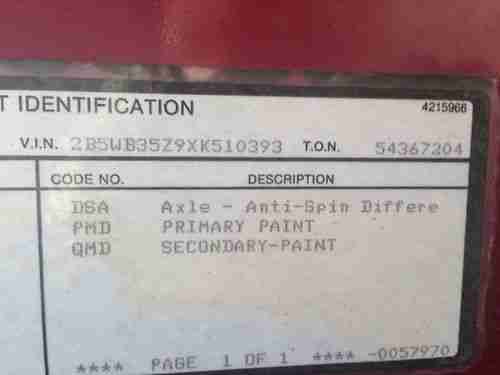 T IDENTIFICATION
4215966
V.I.N. 2B5WB35Z9XK510393 T.O.N. 54367304
CODE NO. DESCRIPTION
DSA Axle - Anti-Spin Differe
PMD PRIMARY PAINT
QMD SECONDARY-PAINT
**** PAGE 1 OF 1 **** -0057970